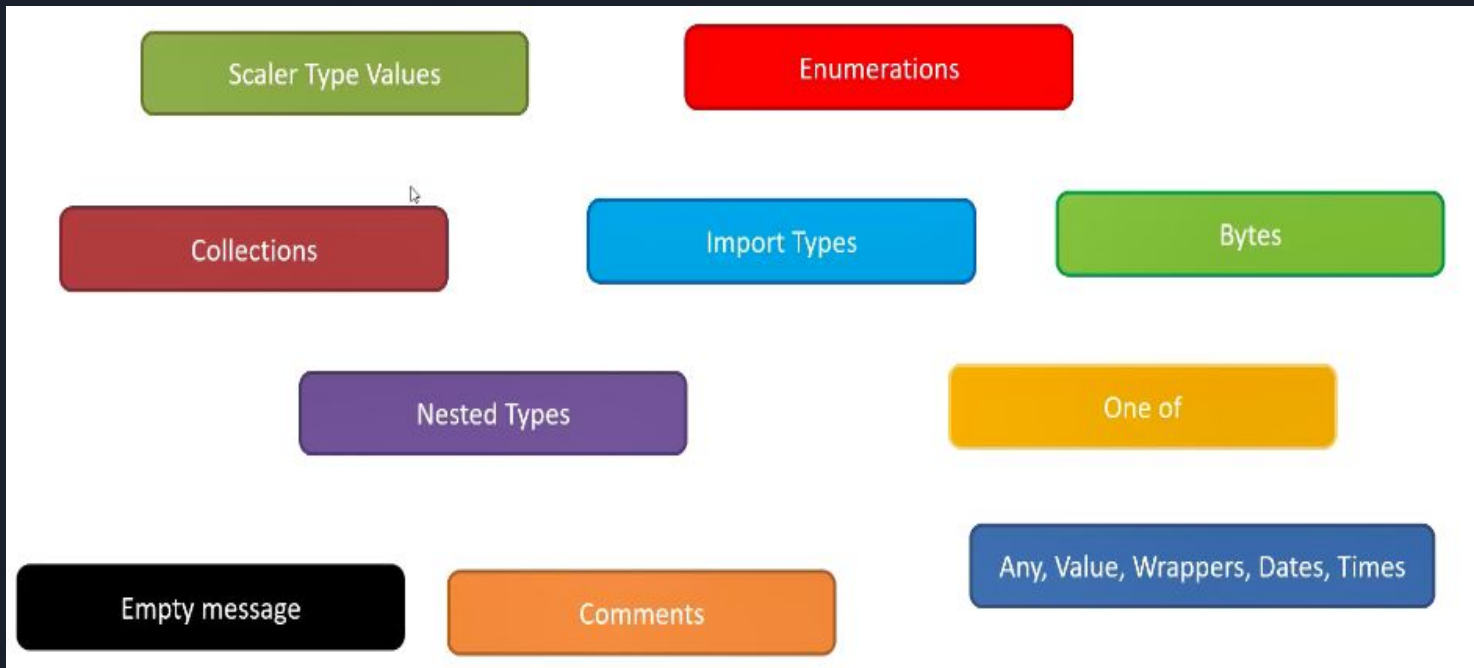 Scaler Type Values
Enumerations
Collections
Import Types
Bytes
Nested Types
One of
Any, Value, Wrappers, Dates, Times
Empty message
Comments